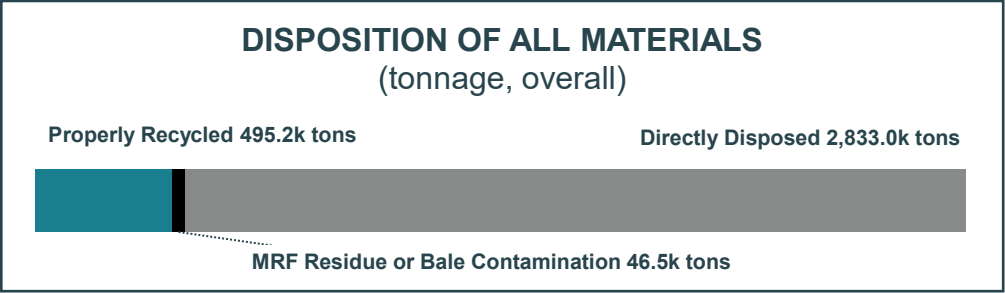 DISPOSITION OF ALL MATERIALS
(tonnage, overall)
Properly Recycled 495.2k tons
Directly Disposed 2,833.0k tons
MRF Residue or Bale Contamination 46.5k tons